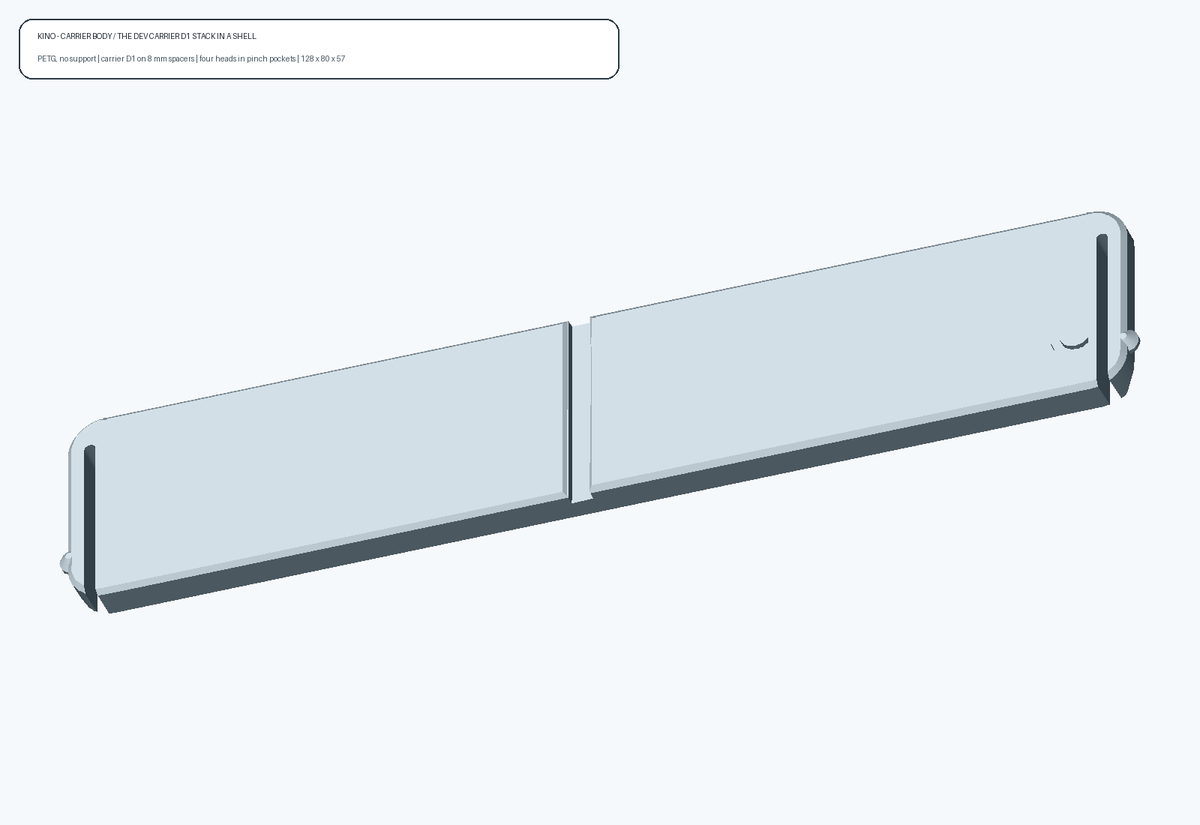 KINO - CARRIER BODY / THE DEV CARRIER D1 STACK IN A SHELL
PETG, no support | carrier D1 on 8 mm spacers | four heads in pinch pockets | 128 x 80 x 57